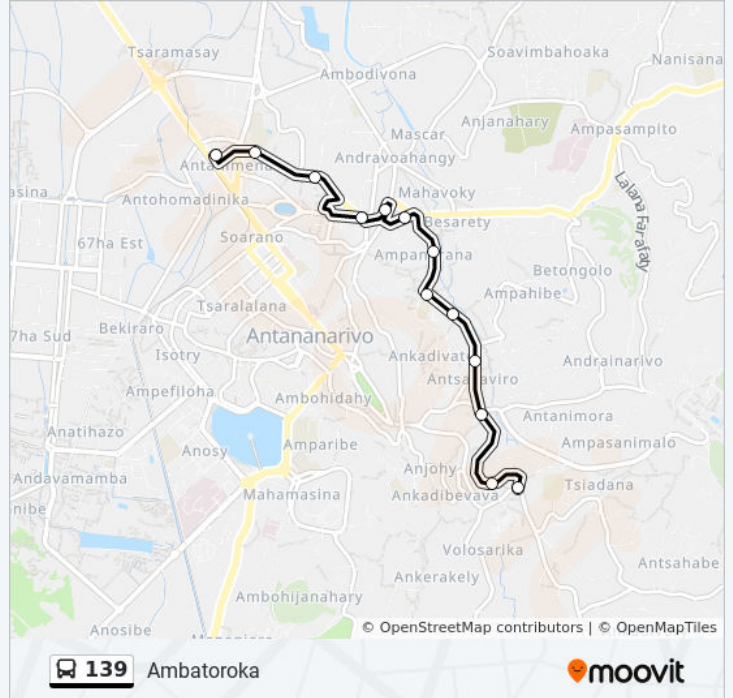 Tsaramasay
Soavimbahoaka
Nanisana
Ambodivona
Anjanahary
Ampasampito
Mascar
Andravoahangy
asina
Antohomadinika
Mahavoky
Lalana Farafaty
Besarety
67ha Est
Soarano
Betongolo
Ampahibe
Tsaralalana
7ha Sud
Bekiraro
Antananarivo
Isotry
Andrainarivo
Ampefiloha
Ambohidahy
Antanimora
Anatihazo
Anosy
Amparibe
Ampasanimalo
Andavamamba
Anjohy
Tsiadana
nibe
Mahamasina
Ankadibevava
Volosarika
Antsahabe
Ankerakely
Ambohijanahary
Anosibe
© OpenStreetMap contributors | © OpenMapTiles
139 Ambatoroka
moovit